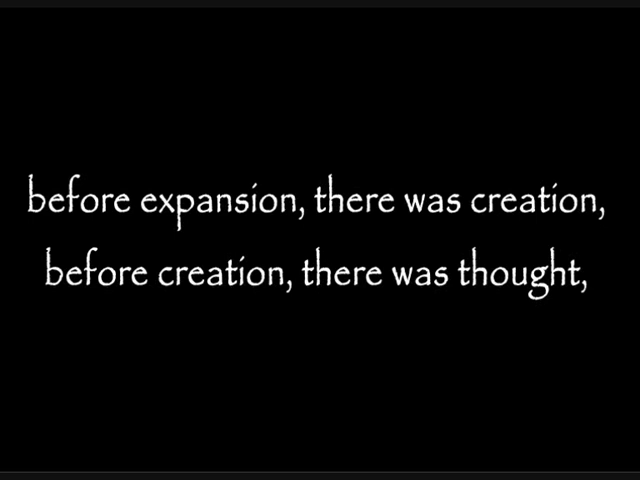 before expansion, there was creation,
before creation, there was thought,